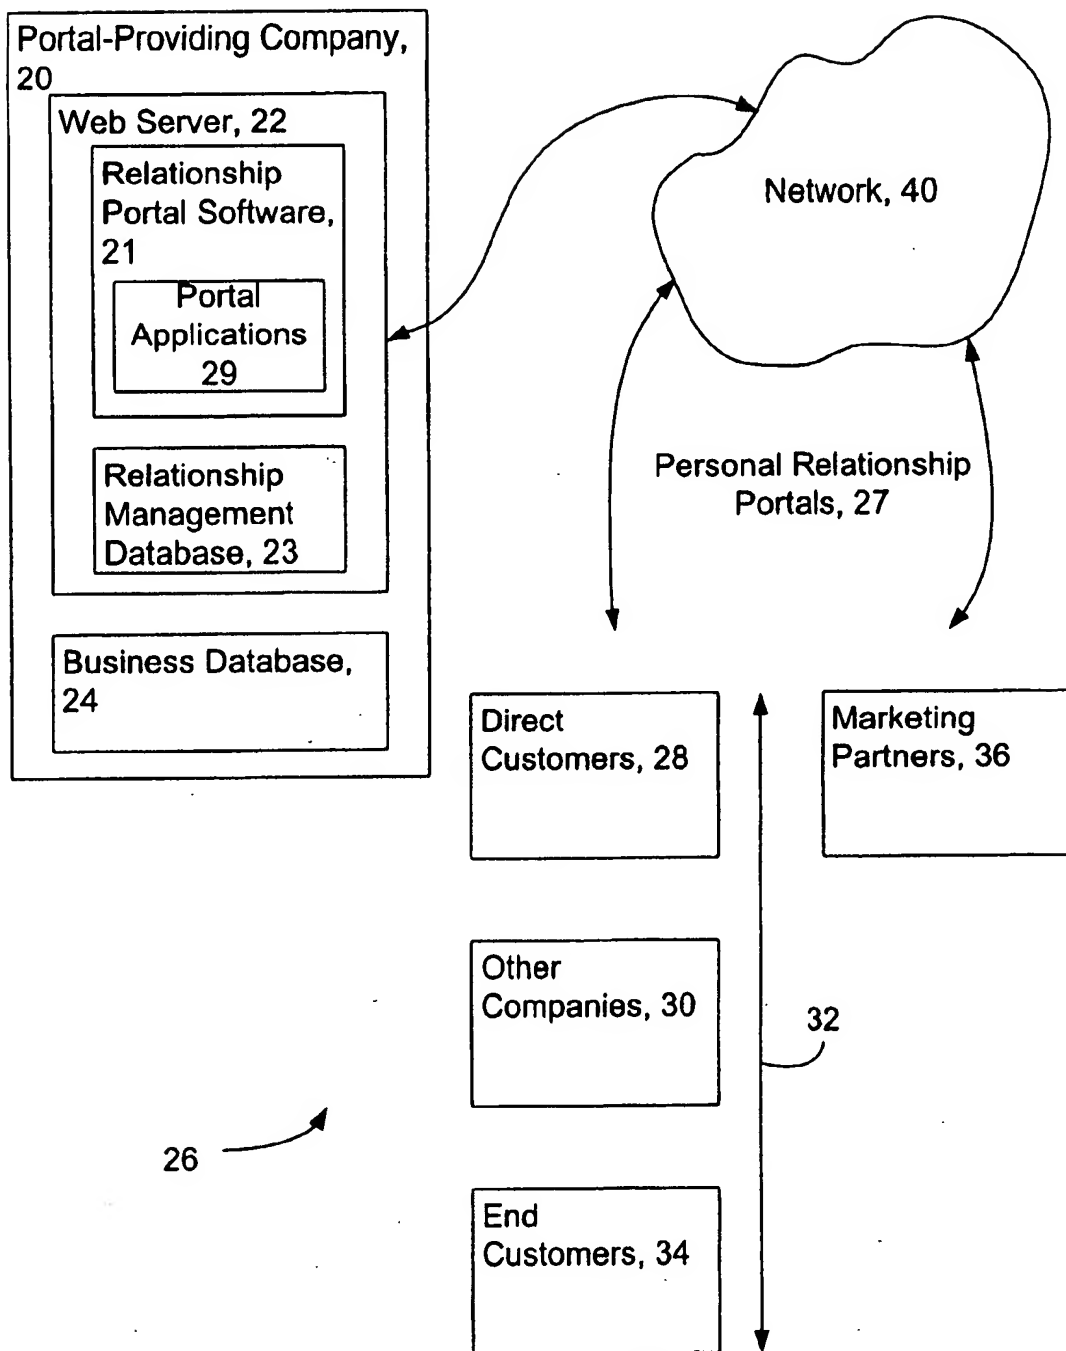 Portal-Providing Company,
20
Web Server, 22
Relationship
Portal Software,
21
Portal
Applications
29
Relationship
Management
Database, 23
Business Database,
24
Network, 40
Personal Relationship
Portals, 27
Direct
Customers, 28
Marketing
Partners, 36
Other
Companies, 30
32
26
End
Customers, 34